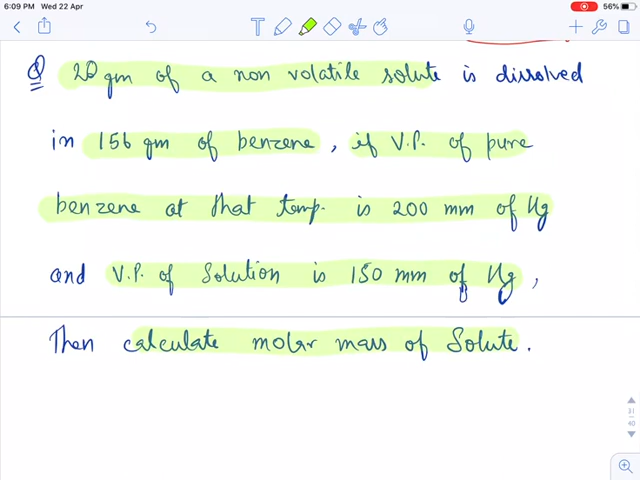 6:09 PM Wed 22 Apr
56%
Q 20 gm of a non volatile solute is dissolved
in 156 gm of benzene, if V.P. of pure
benzene at that temp. is 200 mm of Hg
and V.P. of Solution is 150 mm of Hg,
Then calculate molar mass of Solute.
31
40